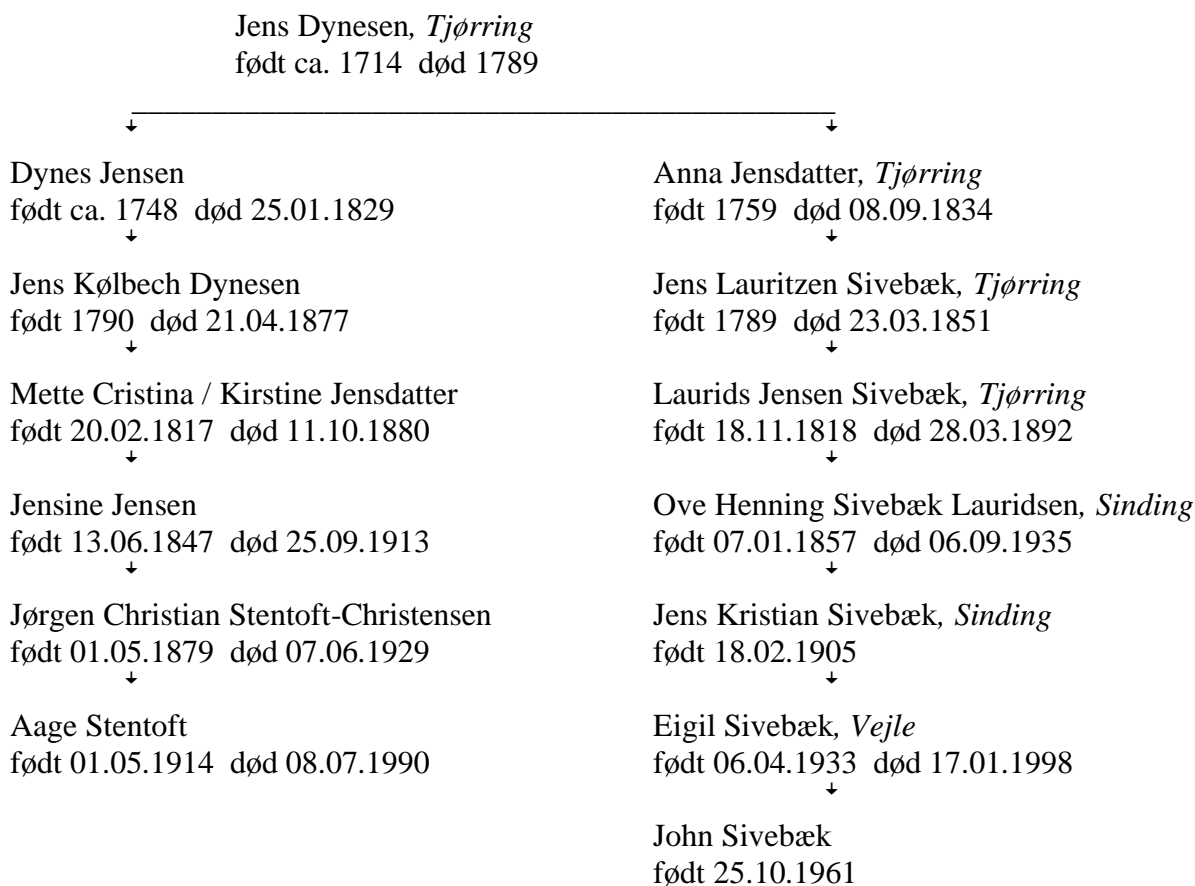 Jens Dynesen, Tjørring
født ca. 1714 død 1789
Dynes Jensen
født ca. 1748 død 25.01.1829
Jens Kølbech Dynesen
født 1790 død 21.04.1877
Mette Cristina / Kirstine Jensdatter
født 20.02.1817 død 11.10.1880
Jensine Jensen
født 13.06.1847 død 25.09.1913
Jørgen Christian Stentoft-Christensen
født 01.05.1879 død 07.06.1929
Aage Stentoft
født 01.05.1914 død 08.07.1990
Anna Jensdatter, Tjørring
født 1759 død 08.09.1834
Jens Lauritzen Sivebæk, Tjørring
født 1789 død 23.03.1851
Laurids Jensen Sivebæk, Tjørring
født 18.11.1818 død 28.03.1892
Ove Henning Sivebæk Lauridsen, Sinding
født 07.01.1857 død 06.09.1935
Jens Kristian Sivebæk, Sinding
født 18.02.1905
Eigil Sivebæk, Vejle
født 06.04.1933 død 17.01.1998
John Sivebæk
født 25.10.1961